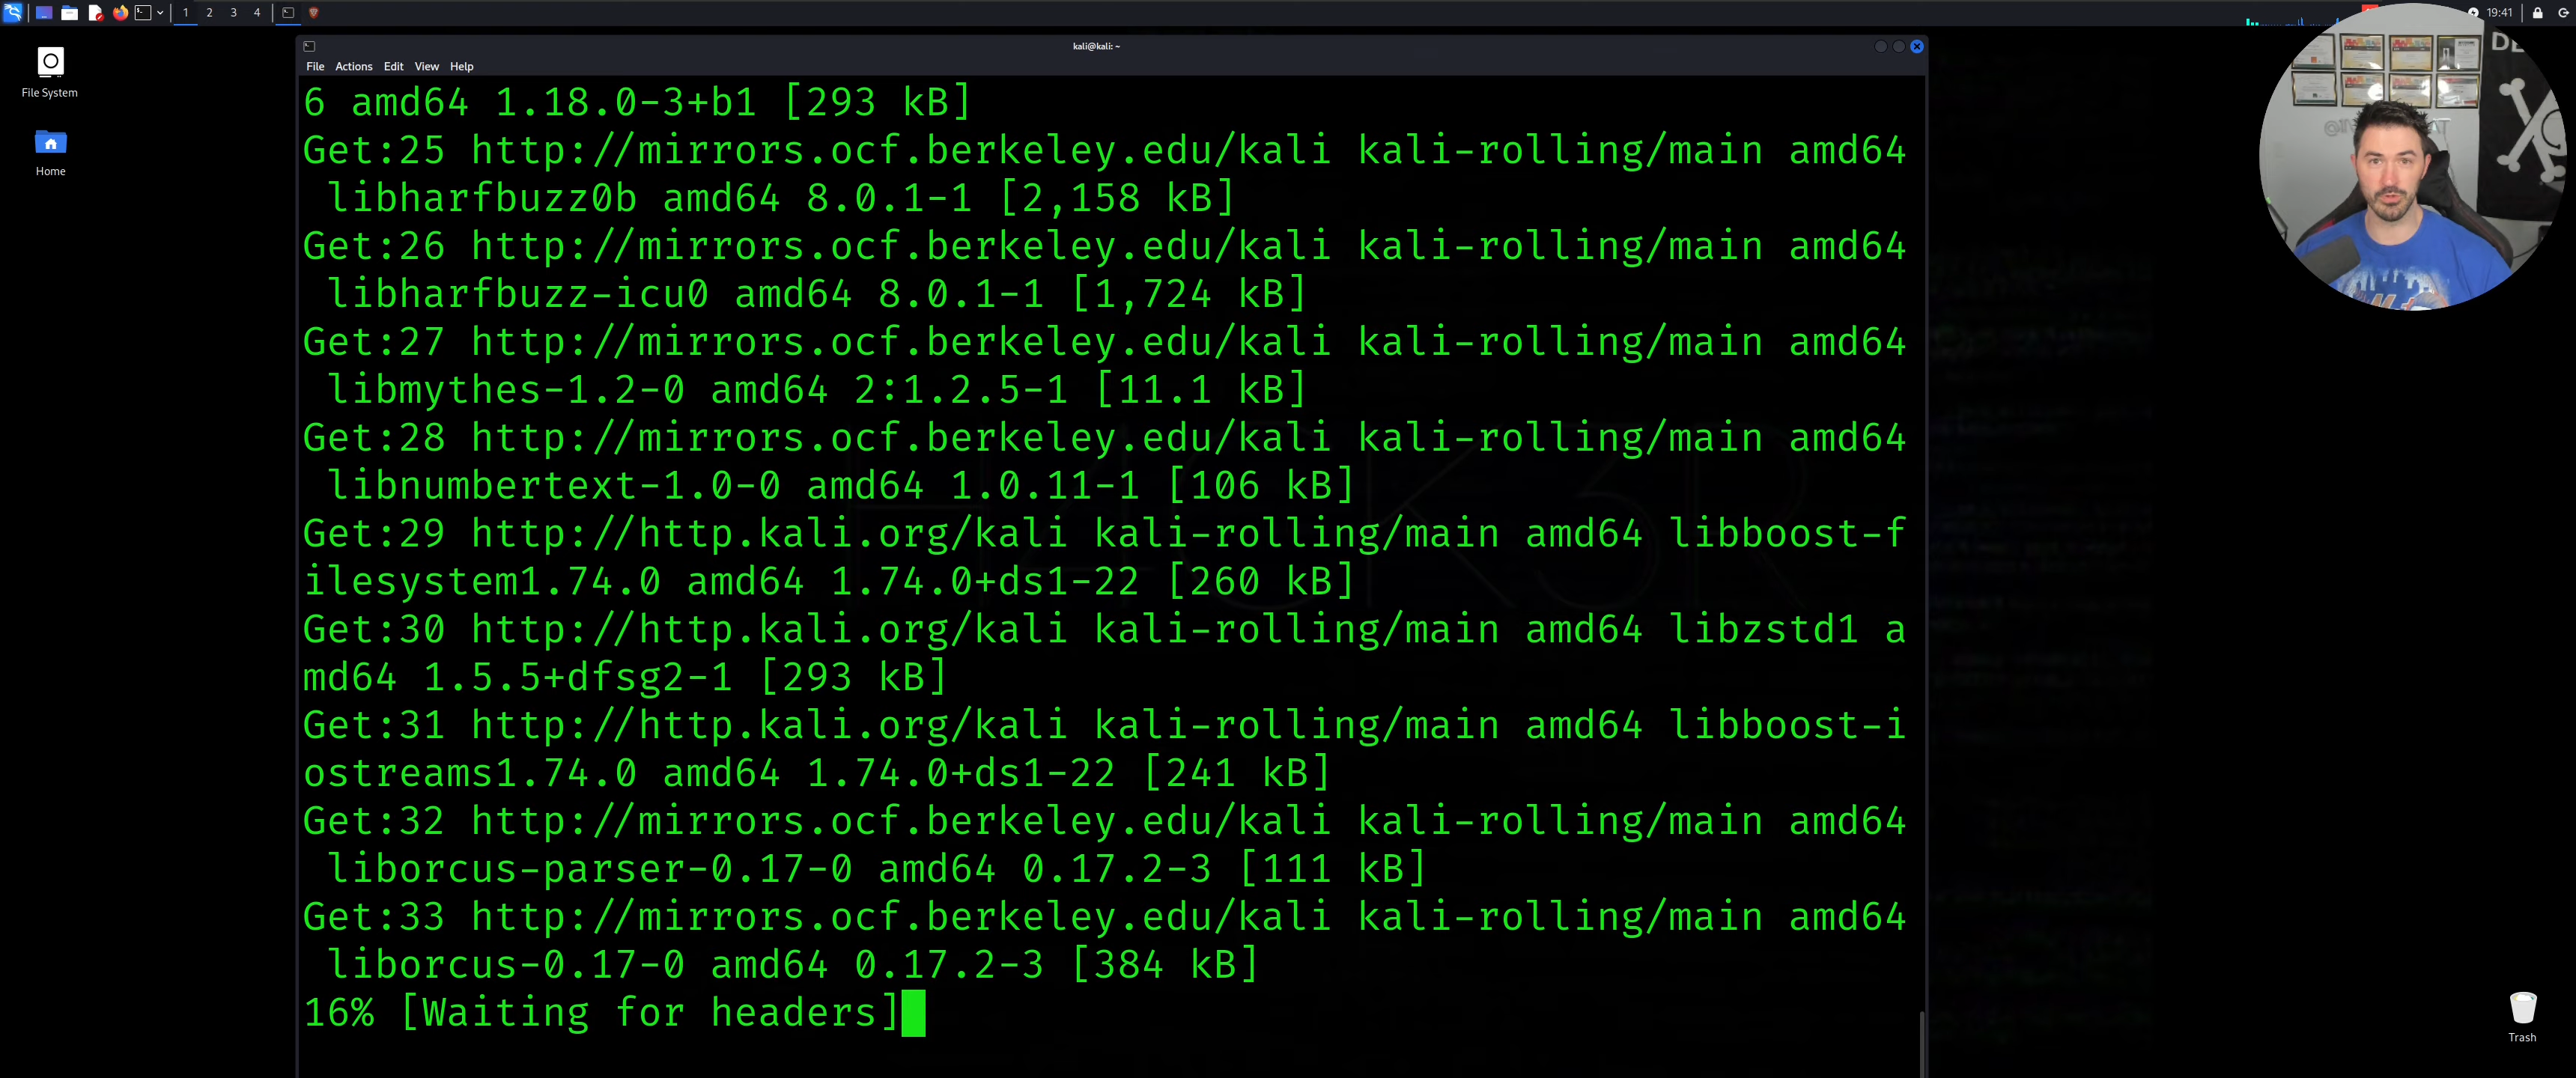 1 2 3 4
19:41
kali@kali: ~
File Actions Edit View Help
File System
Home
6 amd64 1.18.0-3+b1 [293 kB]
Get:25 http://mirrors.ocf.berkeley.edu/kali kali-rolling/main amd64
libharfbuzz0b amd64 8.0.1-1 [2,158 kB]
Get:26 http://mirrors.ocf.berkeley.edu/kali kali-rolling/main amd64
libharfbuzz-icu0 amd64 8.0.1-1 [1,724 kB]
Get:27 http://mirrors.ocf.berkeley.edu/kali kali-rolling/main amd64
libmythes-1.2-0 amd64 2:1.2.5-1 [11.1 kB]
Get:28 http://mirrors.ocf.berkeley.edu/kali kali-rolling/main amd64
libnumbertext-1.0-0 amd64 1.0.11-1 [106 kB]
Get:29 http://http.kali.org/kali kali-rolling/main amd64 libboost-f
ilesystem1.74.0 amd64 1.74.0+ds1-22 [260 kB]
Get:30 http://http.kali.org/kali kali-rolling/main amd64 libzstd1 a
md64 1.5.5+dfsg2-1 [293 kB]
Get:31 http://http.kali.org/kali kali-rolling/main amd64 libboost-i
ostreams1.74.0 amd64 1.74.0+ds1-22 [241 kB]
Get:32 http://mirrors.ocf.berkeley.edu/kali kali-rolling/main amd64
liborcus-parser-0.17-0 amd64 0.17.2-3 [111 kB]
Get:33 http://mirrors.ocf.berkeley.edu/kali kali-rolling/main amd64
liborcus-0.17-0 amd64 0.17.2-3 [384 kB]
16% [Waiting for headers]
Trash